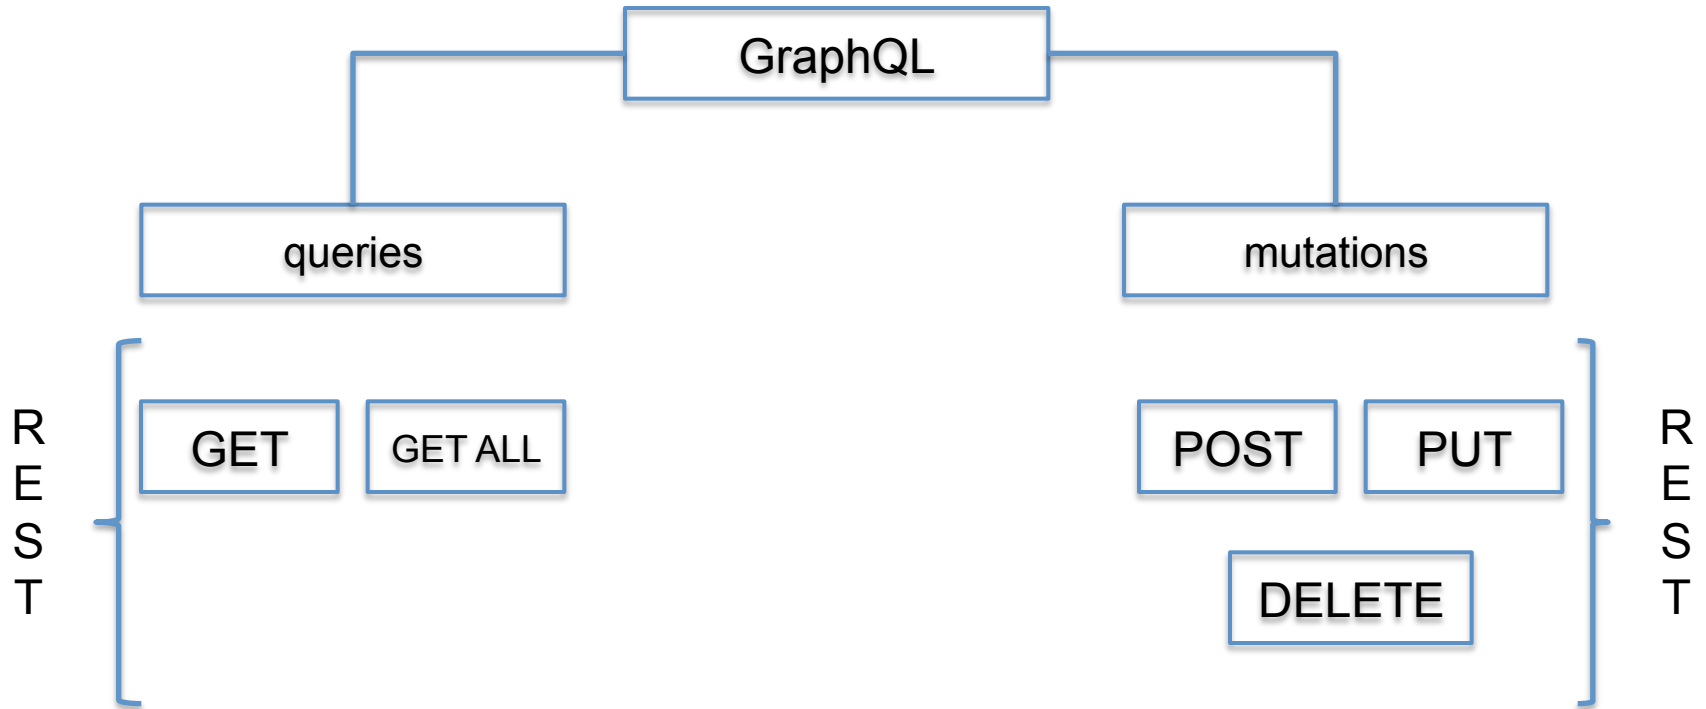 GraphQL
queries
mutations
R
E
S
T
GET
GET ALL
POST
PUT
DELETE
R
E
S
T